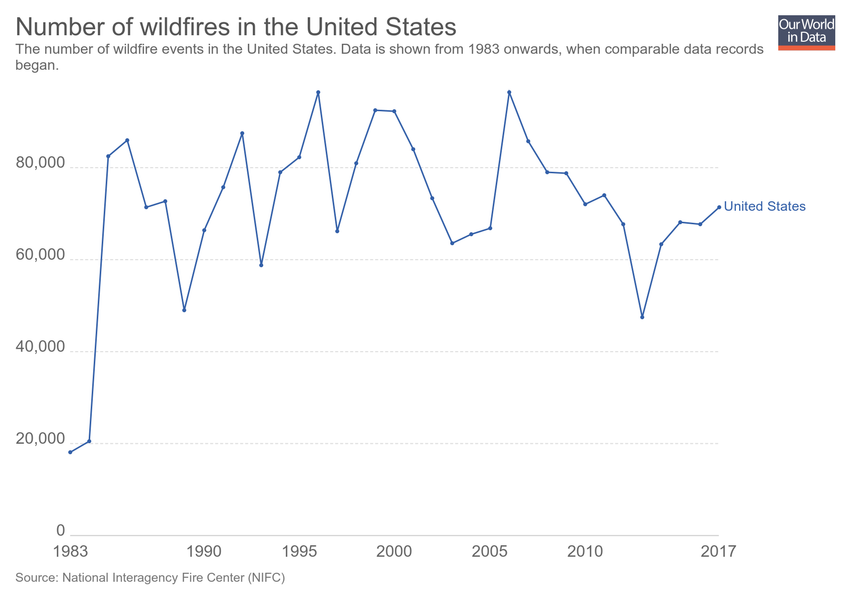 Number of wildfires in the United States
Our World
in Data
The number of wildfire events in the United States. Data is shown from 1983 onwards, when comparable data records
began.
80,000
United States
60,000
40,000
20,000
0
1983 1990 1995 2000 2005 2010 2017
Source: National Interagency Fire Center (NIFC)